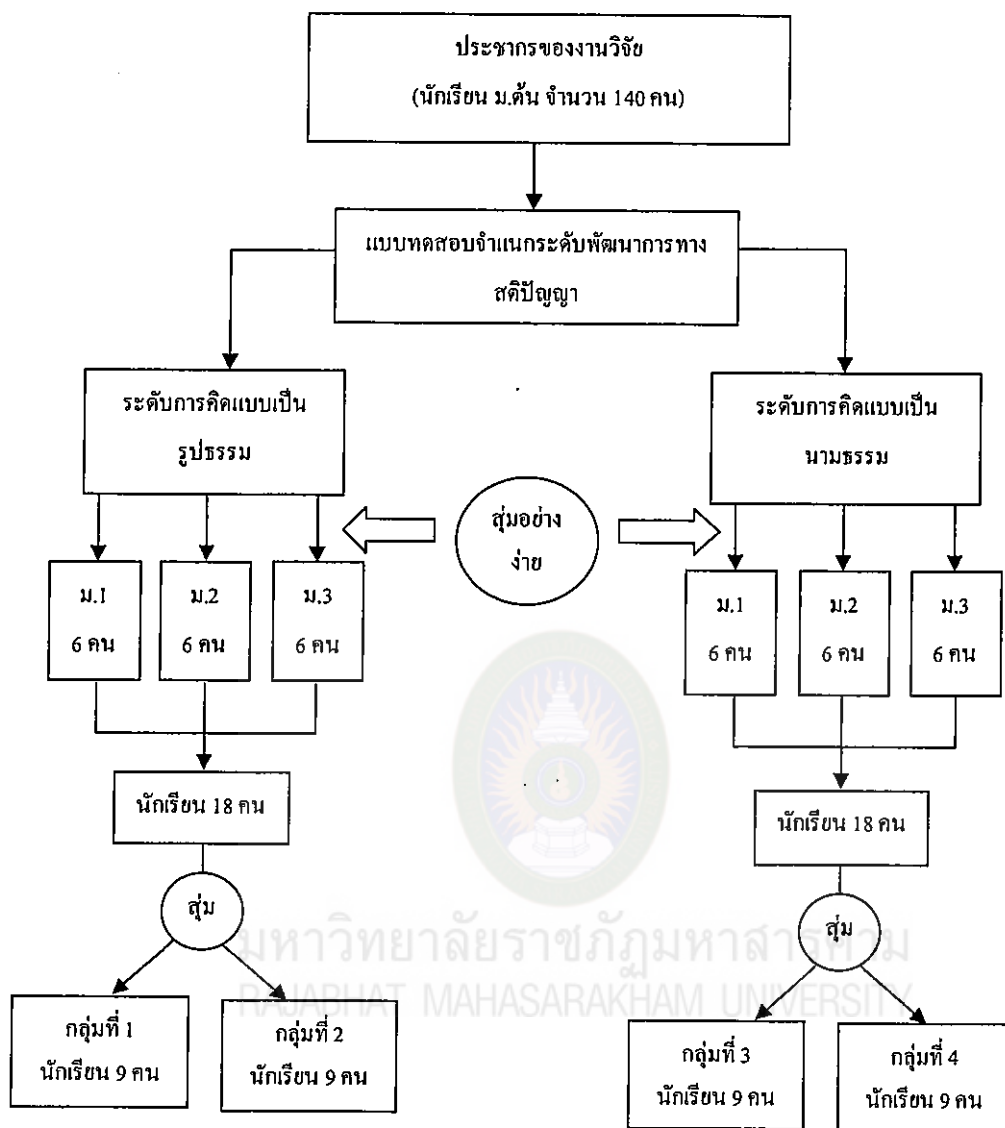 ประชากรของงานวิจัย
(นักเรียน ม.ต้น จำนวน 140 คน)
แบบทดสอบจำแนกระดับพัฒนาการทาง
สติปัญญา
ระดับการคิดแบบเป็น
รูปธรรม
ระดับการคิดแบบเป็น
นามธรรม
สุ่มอย่าง
ง่าย
ม.1
6 คน
ม.2
6 คน
ม.3
6 คน
ม.1
6 คน
ม.2
6 คน
ม.3
6 คน
นักเรียน 18 คน
นักเรียน 18 คน
สุ่ม
สุ่ม
มหาวิทยาลัยราชภัฏมหาสารคาม
RAJABHAT MAHASARAKHAM UNIVERSITY
กลุ่มที่ 1
นักเรียน 9 คน
กลุ่มที่ 2
นักเรียน 9 คน
กลุ่มที่ 3
นักเรียน 9 คน
กลุ่มที่ 4
นักเรียน 9 คน